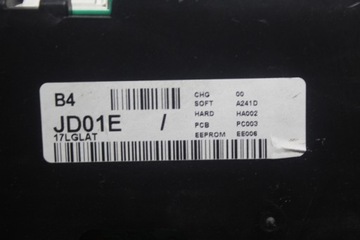 B4
JD01E /
17LGLAT
CHG 00
SOFT A241D
HARD HA002
PCB PC003
EEPROM EE006